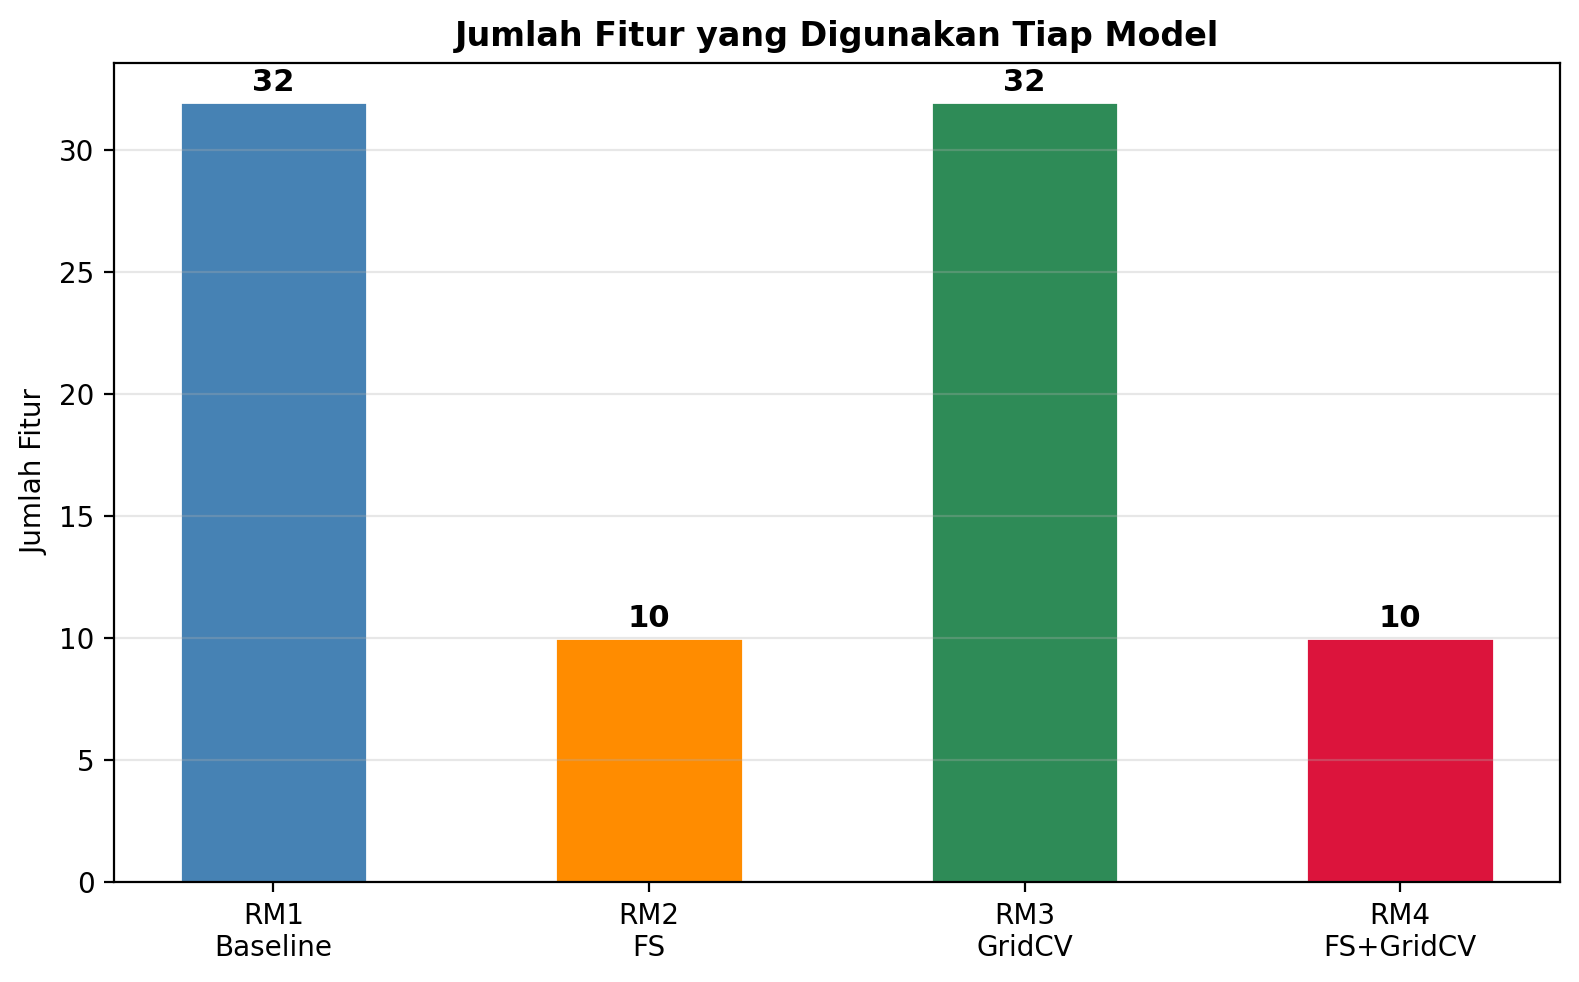 Jumlah Fitur yang Digunakan Tiap Model
32
32
10
10
Jumlah Fitur
30
25
20
15
10
5
0
RM1
Baseline
RM2
FS
RM3
GridCV
RM4
FS+GridCV